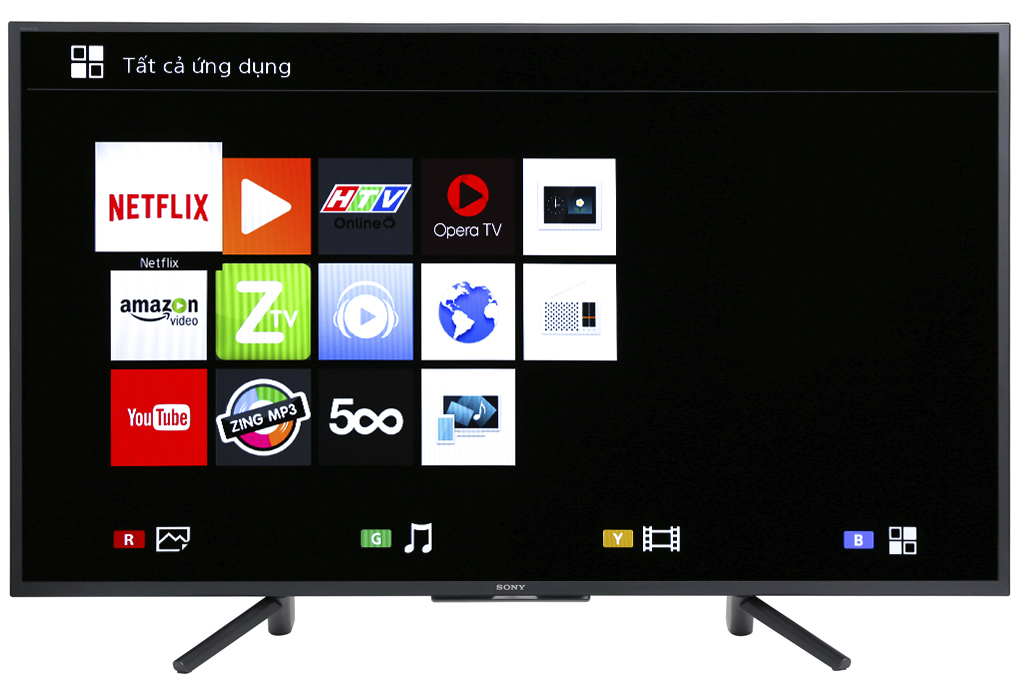 Tất cả ứng dụng
NETFLIX
Netflix
HTV
Online
Opera TV
amazon
video
Z
TV
YouTube
ZING MP3
500
R
G
Y
B
SONY